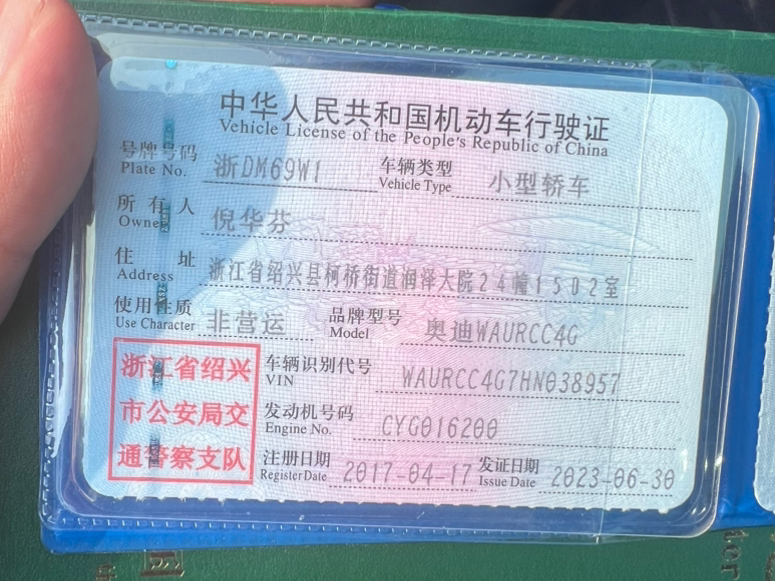 中华人民共和国机动车行驶证
Vehicle License of the People's Republic of China
号牌号码 浙DM69W1 车辆类型 小型轿车
Plate No. Vehicle Type
所有人 倪华芬
Owner
住址 浙江省绍兴县柯桥街道润泽大院24幢1502室
Address
使用性质 非营运 品牌型号 奥迪WAURCC4G
Use Character Model
浙江省绍兴
市公安局交
通警察支队
车辆识别代号 WAURCC4G7HN038957
VIN
发动机号码 CYG016200
Engine No.
注册日期 2017-04-17 发证日期 2023-06-30
Register Date Issue Date